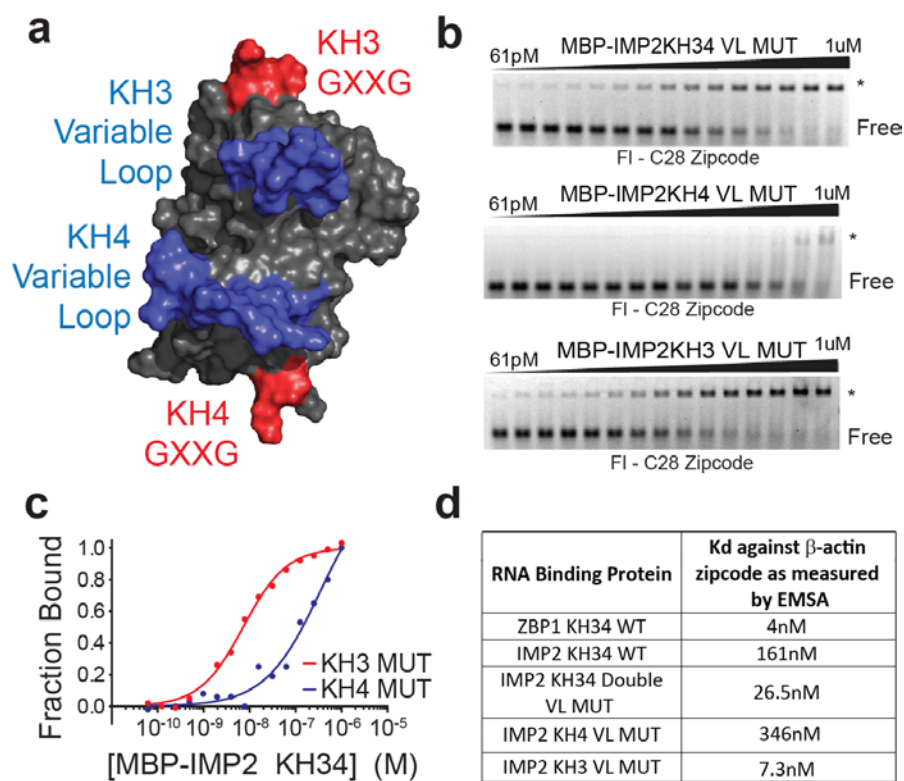 a
KH3
GXXG
KH3
Variable
Loop
KH4
Variable
Loop
KH4
GXXG
b
61pM MBP-IMP2KH34 VL MUT 1uM
*
Free
Fl - C28 Zipcode
61pM MBP-IMP2KH4 VL MUT 1uM
*
Free
Fl - C28 Zipcode
61pM MBP-IMP2KH3 VL MUT 1uM
*
Free
Fl - C28 Zipcode
c
Fraction Bound
1.0
0.8
0.6
0.4
0.2
0.0
KH3 MUT
KH4 MUT
10⁻¹⁰ 10⁻⁹ 10⁻⁸ 10⁻⁷ 10⁻⁶ 10⁻⁵
[MBP-IMP2 KH34] (M)
d
RNA Binding Protein
Kd against β-actin
zipcode as measured
by EMSA
ZBP1 KH34 WT 4nM
IMP2 KH34 WT 161nM
IMP2 KH34 Double
VL MUT
26.5nM
IMP2 KH4 VL MUT 346nM
IMP2 KH3 VL MUT 7.3nM